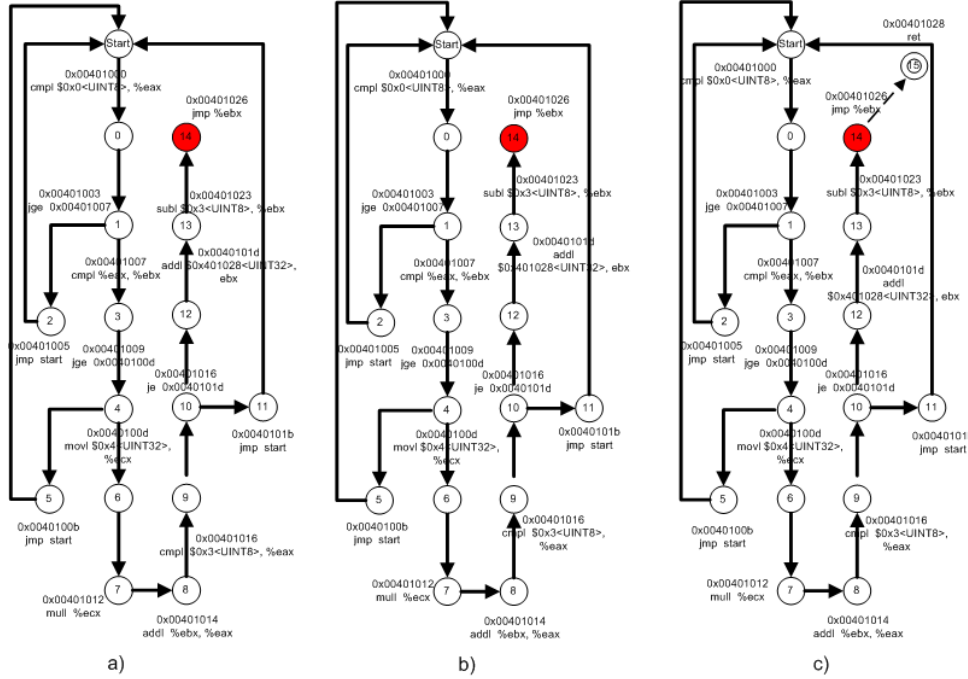 Start
0x00401000
cmpl $0x0<UINT8>, %eax
0x00401026
jmp %ebx
0
14
0x00401003
jge 0x00401007
0x00401023
subl $0x3<UINT8>, %ebx
1
13
0x00401007
cmpl %eax, %ebx
0x0040101d
addl $0x401028<UINT32>,
ebx
2
3
12
0x00401005
jmp start
0x00401009
jge 0x0040100d
0x00401016
je 0x0040101d
4
10
11
0x0040100d
movl $0x4<UINT32>,
%ecx
0x0040101b
jmp start
5
6
9
0x0040100b
jmp start
0x00401016
cmpl $0x3<UINT8>, %eax
7
8
0x00401012
mull %ecx
0x00401014
addl %ebx, %eax
a)
Start
0x00401000
cmpl $0x0<UINT8>, %eax
0x00401026
jmp %ebx
0
14
0x00401003
jge 0x00401007
0x00401023
subl $0x3<UINT8>, %ebx
1
13
0x00401007
cmpl %eax, %ebx
0x0040101d
addl
$0x401028<UINT32>, ebx
2
3
12
0x00401005
jmp start
0x00401009
jge 0x0040100d
0x00401016
je 0x0040101d
4
10
11
0x0040100d
movl $0x4<UINT32>,
%ecx
0x0040101b
jmp start
5
6
9
0x0040100b
jmp start
0x00401016
cmpl $0x3<UINT8>,
%eax
7
8
0x00401012
mull %ecx
0x00401014
addl %ebx, %eax
b)
0x00401028
ret
Start
15
0x00401000
cmpl $0x0<UINT8>, %eax
0x00401026
jmp %ebx
0
14
0x00401003
jge 0x00401007
0x00401023
subl $0x3<UINT8>, %ebx
1
13
0x00401007
cmpl %eax, %ebx
0x0040101d
addl
$0x401028<UINT32>, ebx
2
3
12
0x00401005
jmp start
0x00401009
jge 0x0040100d
0x00401016
je 0x0040101d
4
10
11
0x0040100d
movl $0x4<UINT32>,
%ecx
0x0040101
jmp start
5
6
9
0x0040100b
jmp start
0x00401016
cmpl $0x3<UINT8>,
%eax
7
8
0x00401012
mull %ecx
0x00401014
addl %ebx, %eax
c)